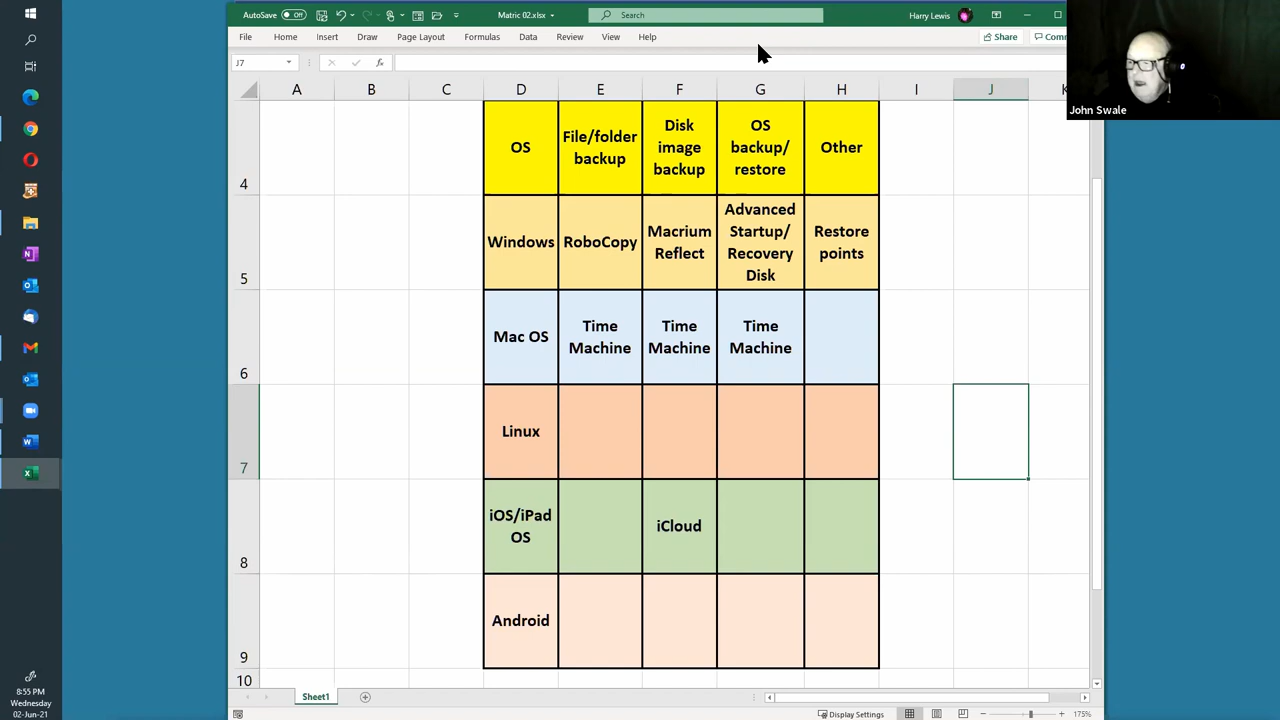 AutoSave Off
Matric 02.xlsx
Search
Harry Lewis
File Home Insert Draw Page Layout Formulas Data Review View Help
Share
Comm
J7
fx
A B C D E F G H I J K
4
OS
File/folder
backup
Disk
image
backup
OS
backup/
restore
Other
5
Windows
RoboCopy
Macrium
Reflect
Advanced
Startup/
Recovery
Disk
Restore
points
6
Mac OS
Time
Machine
Time
Machine
Time
Machine
7
Linux
8
iOS/iPad
OS
iCloud
9
Android
10
Sheet1
Display Settings
175%
John Swale
8:55 PM
Wednesday
02-Jun-21